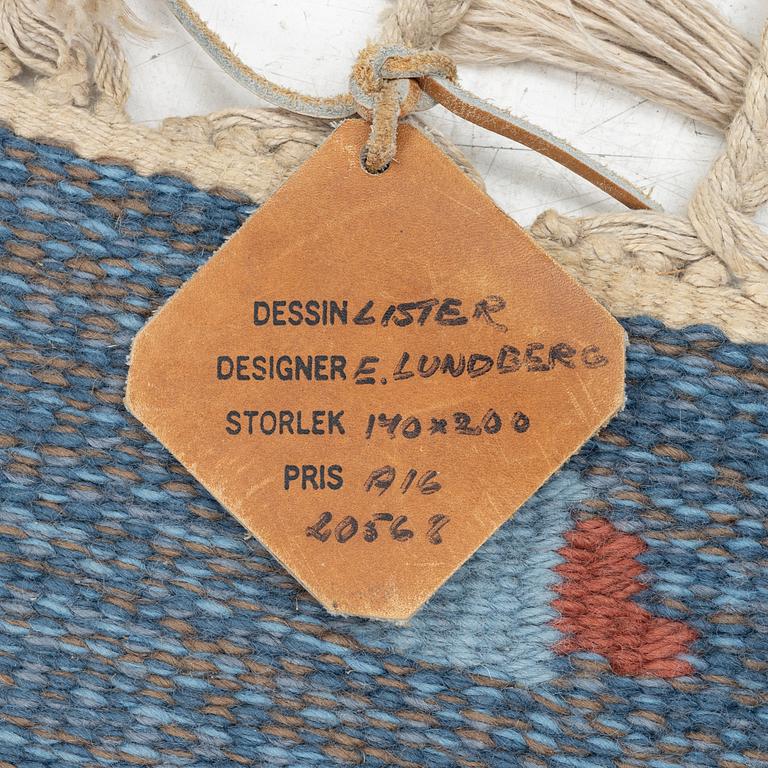 DESSIN LISTER
DESIGNER E. LUNDBERG
STORLEK 140x200
PRIS A16
20568